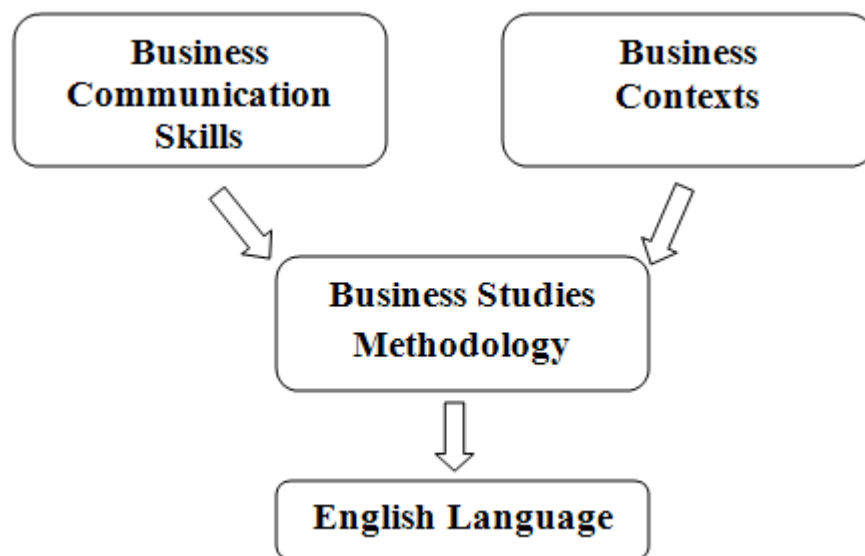 Business
Communication
Skills
Business
Contexts
Business Studies
Methodology
English Language